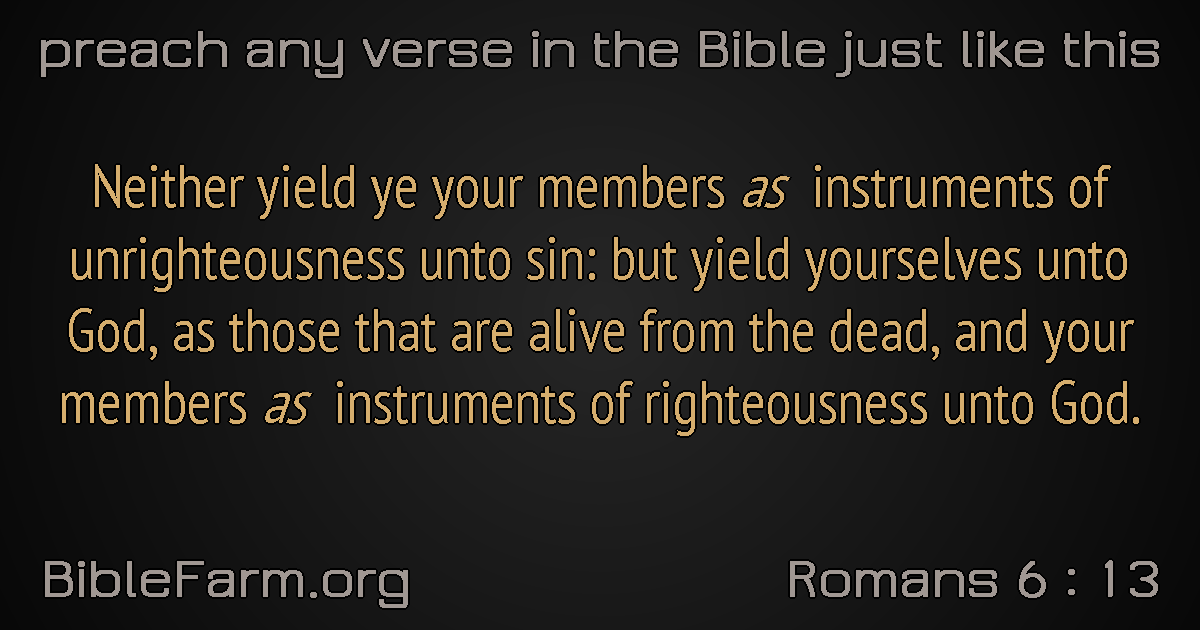 preach any verse in the Bible just like this
Neither yield ye your members as instruments of
unrighteousness unto sin: but yield yourselves unto
God, as those that are alive from the dead, and your
members as instruments of righteousness unto God.
BibleFarm.org
Romans 6 : 13